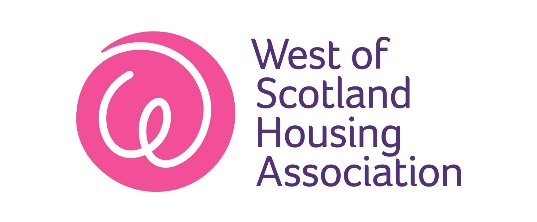 West of
Scotland
Housing
Association